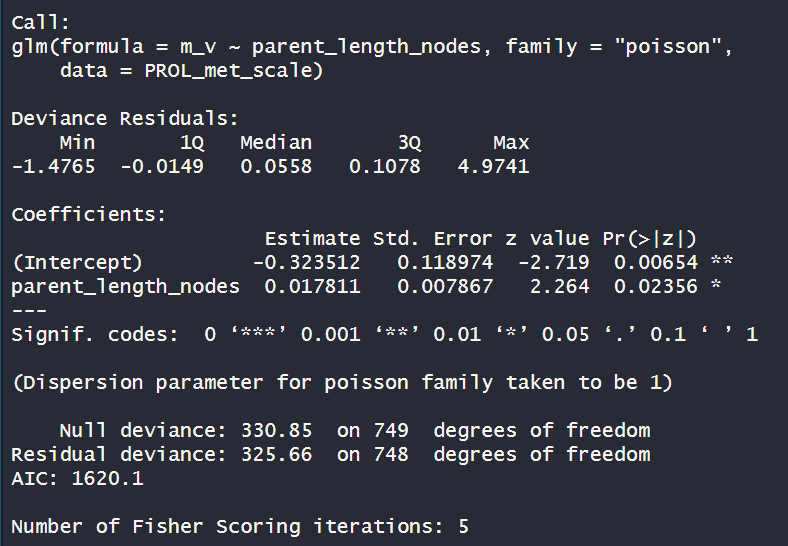 Call:
glm(formula = m_v ~ parent_length_nodes, family = "poisson",
    data = PROL_met_scale)

Deviance Residuals:
    Min       1Q   Median       3Q      Max
-1.4765  -0.0149   0.0558   0.1078   4.9741

Coefficients:
                     Estimate Std. Error z value Pr(>|z|)
(Intercept)         -0.323512   0.118974  -2.719  0.00654 **
parent_length_nodes  0.017811   0.007867   2.264  0.02356 *
---
Signif. codes:  0 ‘***’ 0.001 ‘**’ 0.01 ‘*’ 0.05 ‘.’ 0.1 ‘ ’ 1

(Dispersion parameter for poisson family taken to be 1)

    Null deviance: 330.85  on 749  degrees of freedom
Residual deviance: 325.66  on 748  degrees of freedom
AIC: 1620.1

Number of Fisher Scoring iterations: 5